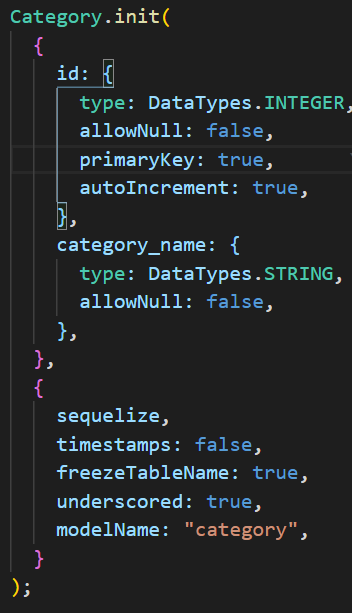 Category.init(
  {
    id: {
      type: DataTypes.INTEGER,
      allowNull: false,
      primaryKey: true,
      autoIncrement: true,
    },
    category_name: {
      type: DataTypes.STRING,
      allowNull: false,
    },
  },
  {
    sequelize,
    timestamps: false,
    freezeTableName: true,
    underscored: true,
    modelName: "category",
  }
);